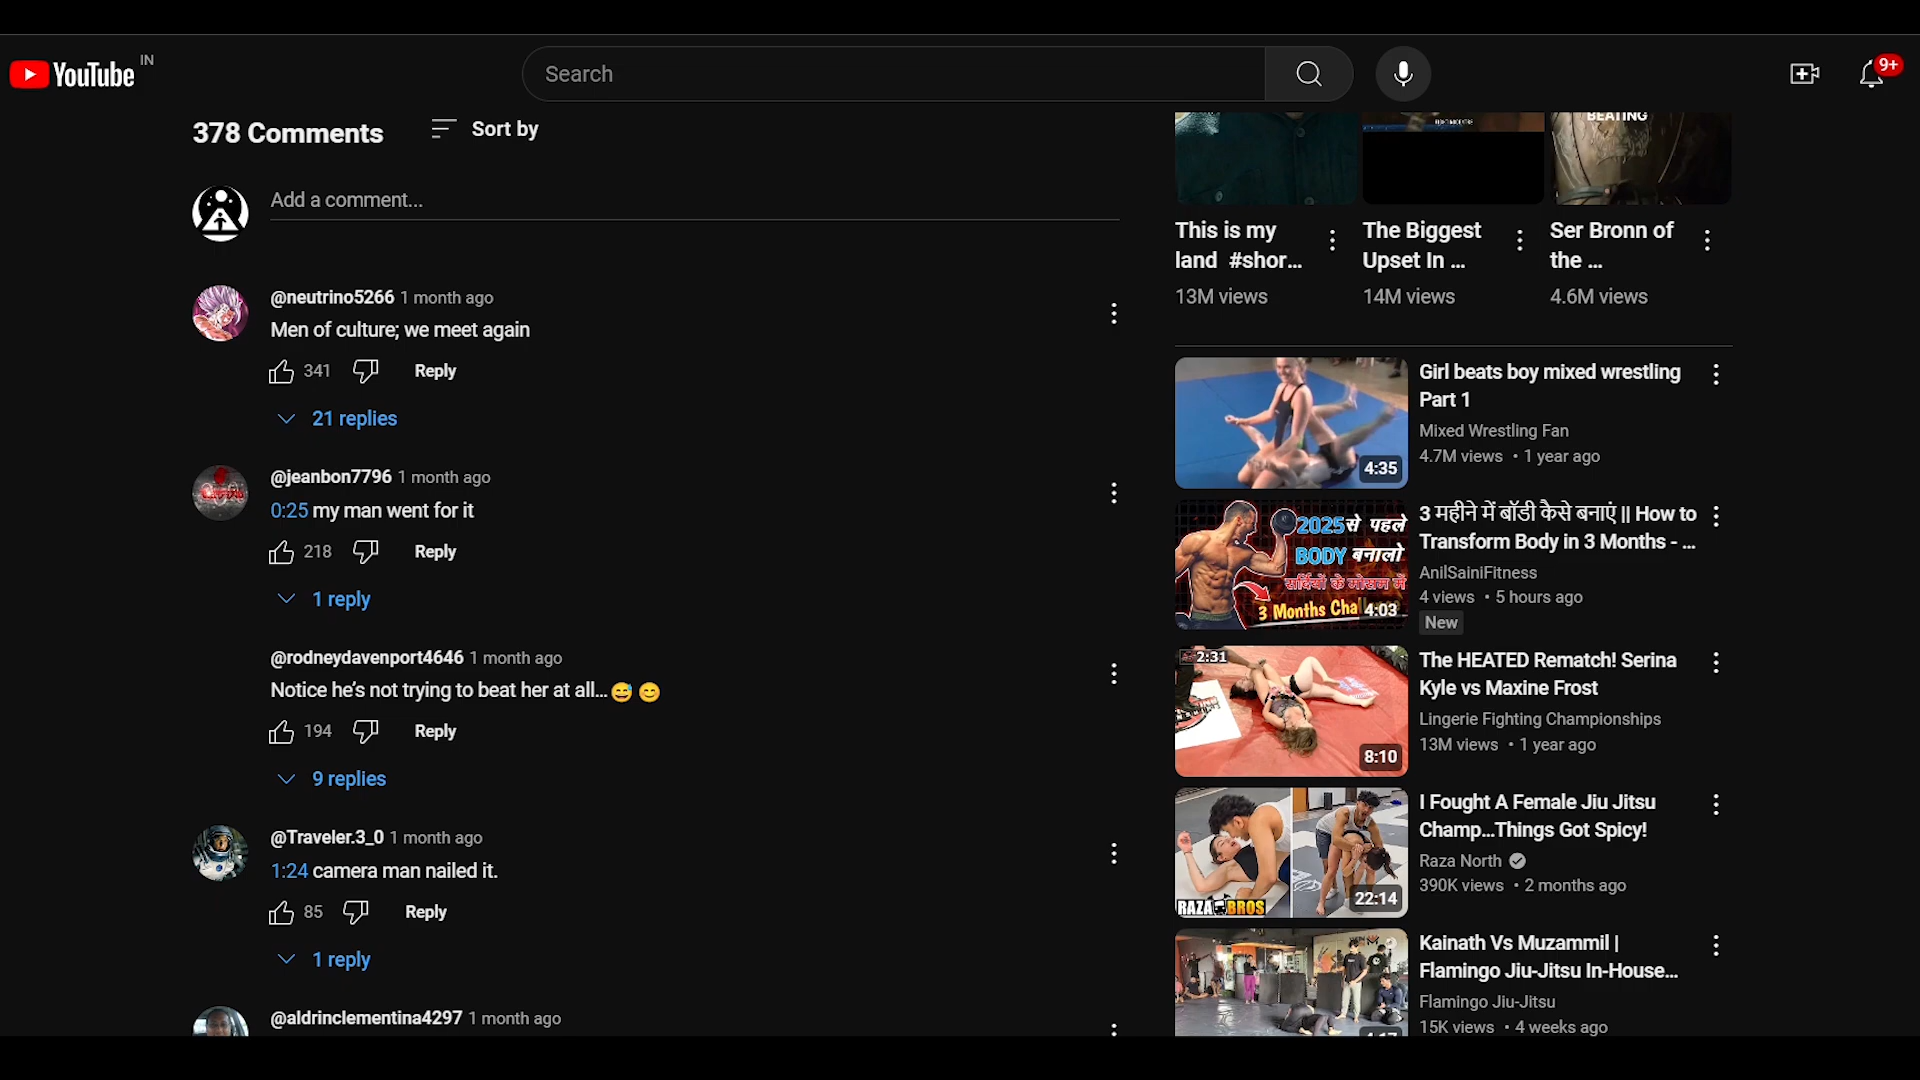 YouTube IN
Search
9+
378 Comments
Sort by
Add a comment...
@neutrino5266 1 month ago
Men of culture; we meet again
341 Reply
21 replies
@jeanbon7796 1 month ago
0:25 my man went for it
218 Reply
1 reply
@rodneydavenport4646 1 month ago
Notice he's not trying to beat her at all...😅 😊
194 Reply
9 replies
@Traveler.3_0 1 month ago
1:24 camera man nailed it.
85 Reply
1 reply
@aldrinclementina4297 1 month ago
BEATING
This is my
land #shor...
13M views
The Biggest
Upset In ...
14M views
Ser Bronn of
the ...
4.6M views
4:35
Girl beats boy mixed wrestling
Part 1
Mixed Wrestling Fan
4.7M views • 1 year ago
2025 से पहले
BODY बनालो
सर्दियों के मौसम में
3 Months Chal
4:03
3 महीने में बॉडी कैसे बनाएं || How to
Transform Body in 3 Months - ...
AnilSainiFitness
4 views • 5 hours ago
New
2:31
8:10
The HEATED Rematch! Serina
Kyle vs Maxine Frost
Lingerie Fighting Championships
13M views • 1 year ago
RAZA BROS
22:14
I Fought A Female Jiu Jitsu
Champ...Things Got Spicy!
Raza North
390K views • 2 months ago
Kainath Vs Muzammil |
Flamingo Jiu-Jitsu In-House...
Flamingo Jiu-Jitsu
15K views • 4 weeks ago